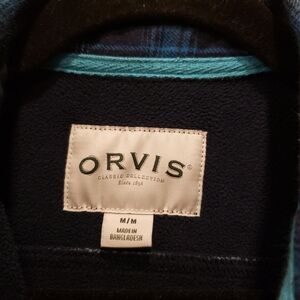 ORVIS®
CLASSIC COLLECTION
Since 1856
M/M
MADE IN
BANGLADESH